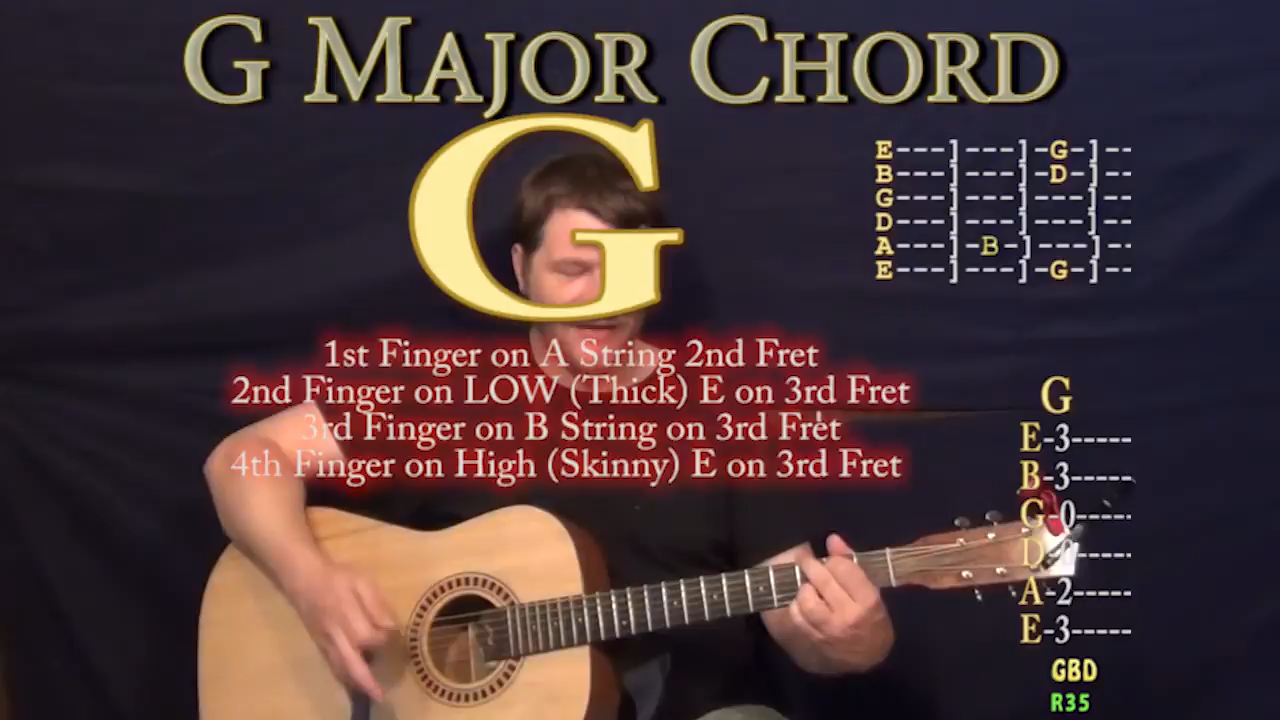 G MAJOR CHORD
G
E---]---]-G-]--
B---]---]-D-]--
G---]---]---]--
D---]---]---]--
A---]-B-]---]--
E---]---]-G-]--
1st Finger on A String 2nd Fret
2nd Finger on LOW (Thick) E on 3rd Fret
3rd Finger on B String on 3rd Fret
4th Finger on High (Skinny) E on 3rd Fret
G
E-3-----
B-3-----
G-0-----
D-0-----
A-2-----
E-3-----
GBD
R35